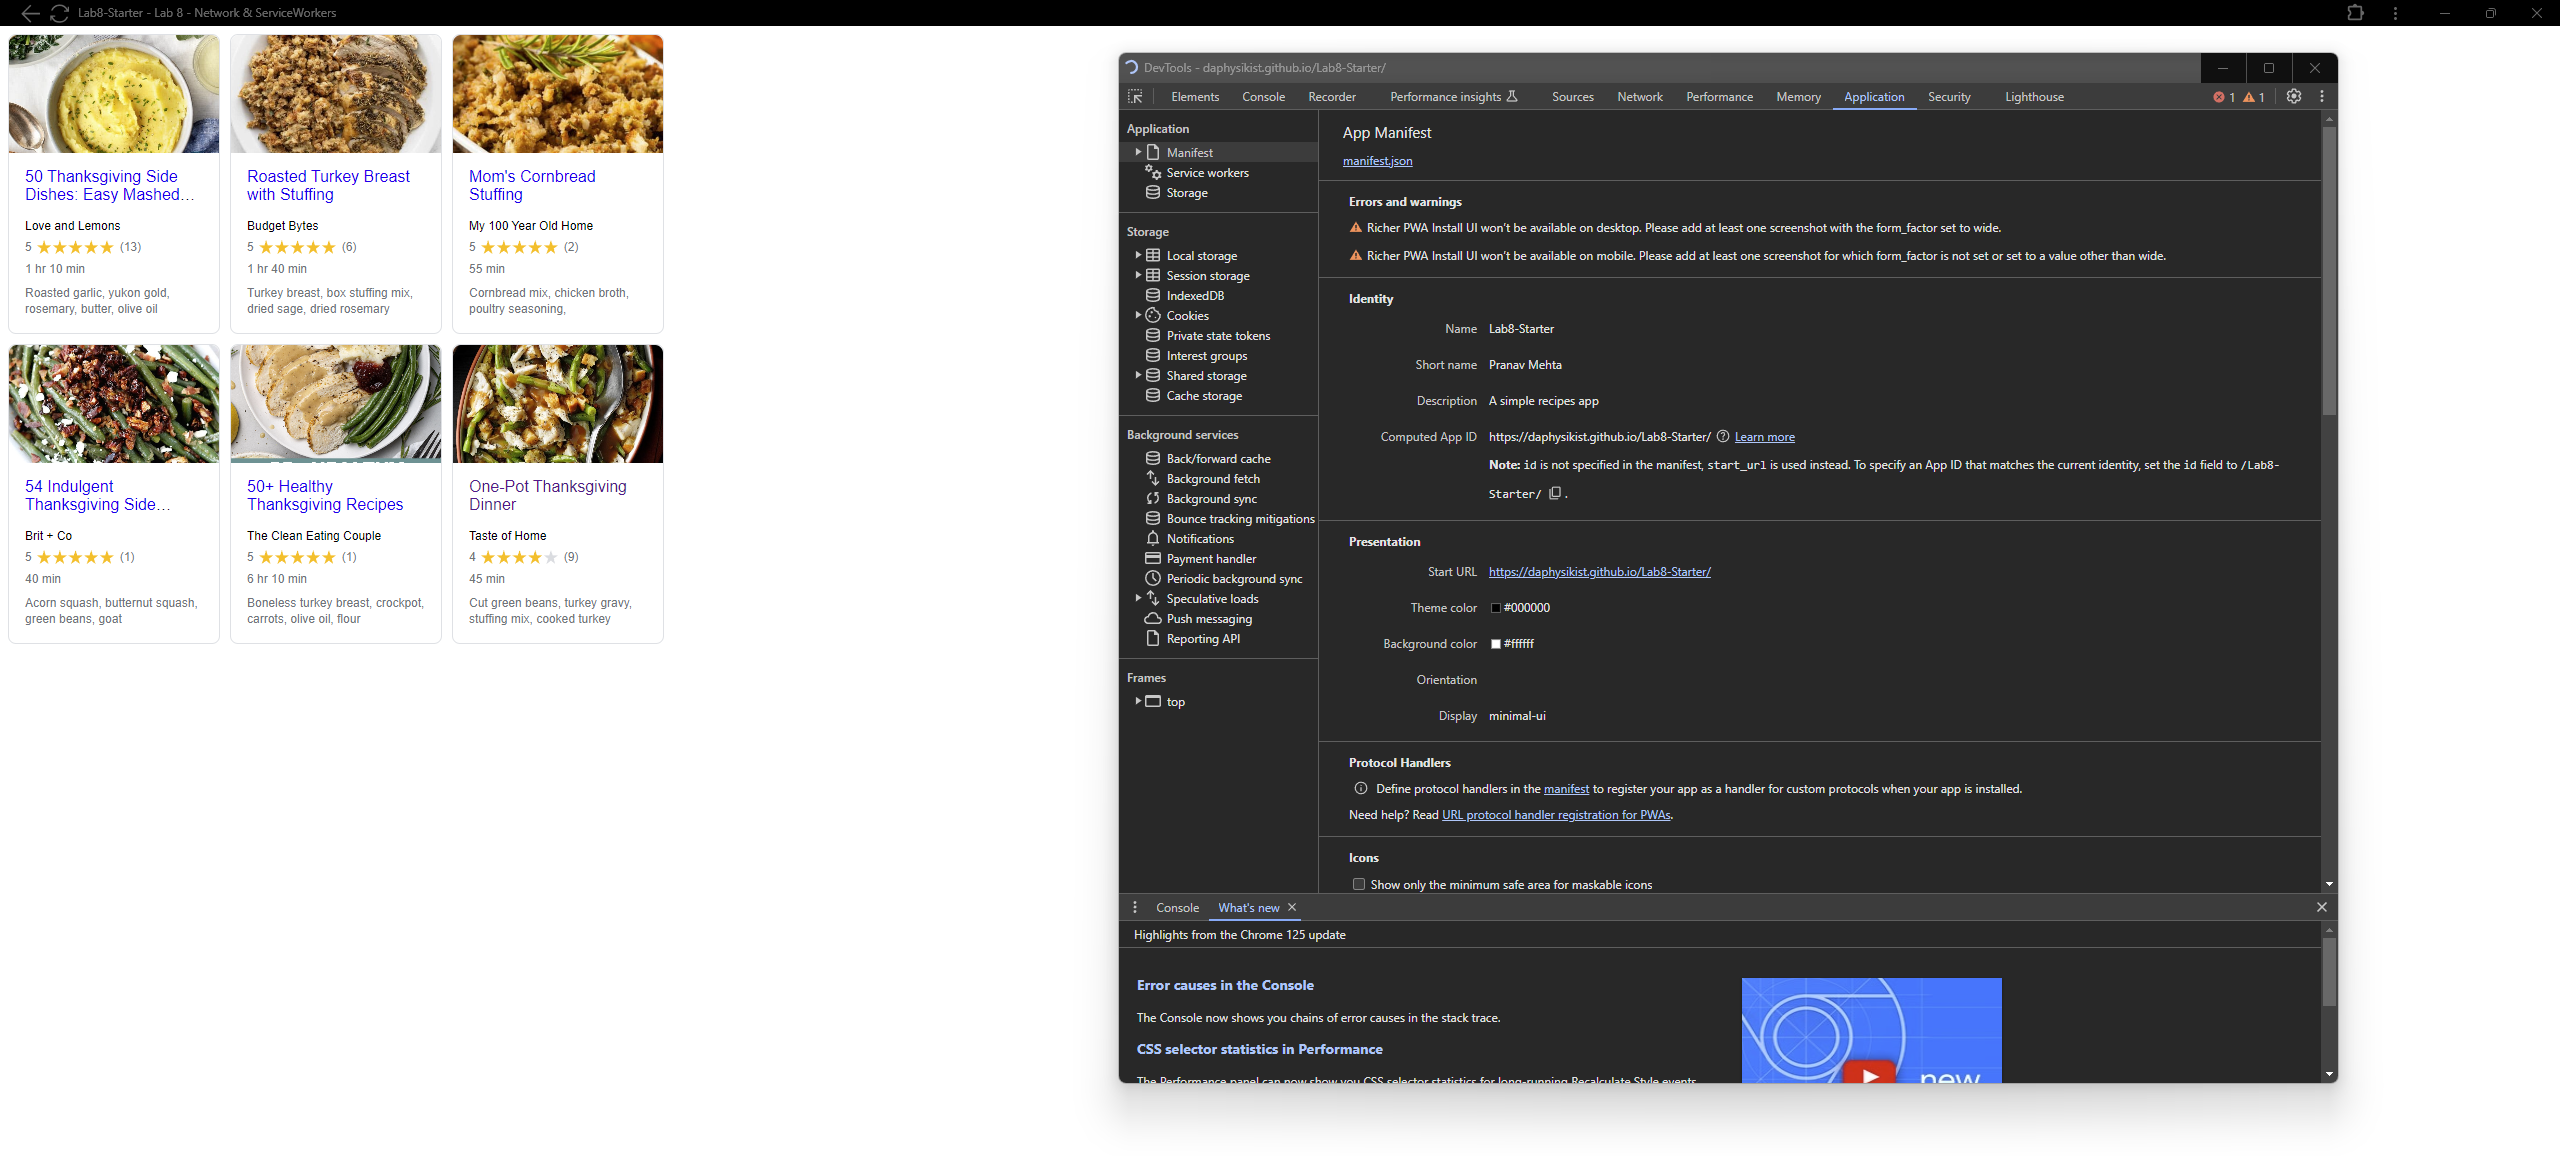 Lab8-Starter - Lab 8 - Network & ServiceWorkers
50 Thanksgiving Side
Dishes: Easy Mashed…
Love and Lemons
5 (13)
1 hr 10 min
Roasted garlic, yukon gold,
rosemary, butter, olive oil
Roasted Turkey Breast
with Stuffing
Budget Bytes
5 (6)
1 hr 40 min
Turkey breast, box stuffing mix,
dried sage, dried rosemary
Mom's Cornbread
Stuffing
My 100 Year Old Home
5 (2)
55 min
Cornbread mix, chicken broth,
poultry seasoning,
54 Indulgent
Thanksgiving Side…
Brit + Co
5 (1)
40 min
Acorn squash, butternut squash,
green beans, goat
50+ Healthy
Thanksgiving Recipes
The Clean Eating Couple
5 (1)
6 hr 10 min
Boneless turkey breast, crockpot,
carrots, olive oil, flour
One-Pot Thanksgiving
Dinner
Taste of Home
4 (9)
45 min
Cut green beans, turkey gravy,
stuffing mix, cooked turkey
DevTools - daphysikist.github.io/Lab8-Starter/
Elements Console Recorder Performance insights Sources Network Performance Memory Application Security Lighthouse 1 1
Application
Manifest
Service workers
Storage
Storage
Local storage
Session storage
IndexedDB
Cookies
Private state tokens
Interest groups
Shared storage
Cache storage
Background services
Back/forward cache
Background fetch
Background sync
Bounce tracking mitigations
Notifications
Payment handler
Periodic background sync
Speculative loads
Push messaging
Reporting API
Frames
top
App Manifest
manifest.json
Errors and warnings
Richer PWA Install UI won't be available on desktop. Please add at least one screenshot with the form_factor set to wide.
Richer PWA Install UI won't be available on mobile. Please add at least one screenshot for which form_factor is not set or set to a value other than wide.
Identity
Name Lab8-Starter
Short name Pranav Mehta
Description A simple recipes app
Computed App ID https://daphysikist.github.io/Lab8-Starter/ Learn more
Note: id is not specified in the manifest, start_url is used instead. To specify an App ID that matches the current identity, set the id field to /Lab8-
Starter/ .
Presentation
Start URL https://daphysikist.github.io/Lab8-Starter/
Theme color #000000
Background color #ffffff
Orientation
Display minimal-ui
Protocol Handlers
Define protocol handlers in the manifest to register your app as a handler for custom protocols when your app is installed.
Need help? Read URL protocol handler registration for PWAs.
Icons
Show only the minimum safe area for maskable icons
Console What's new
Highlights from the Chrome 125 update
Error causes in the Console
The Console now shows you chains of error causes in the stack trace.
CSS selector statistics in Performance
The Performance panel can now show you CSS selector statistics for long-running Recalculate Style events
new